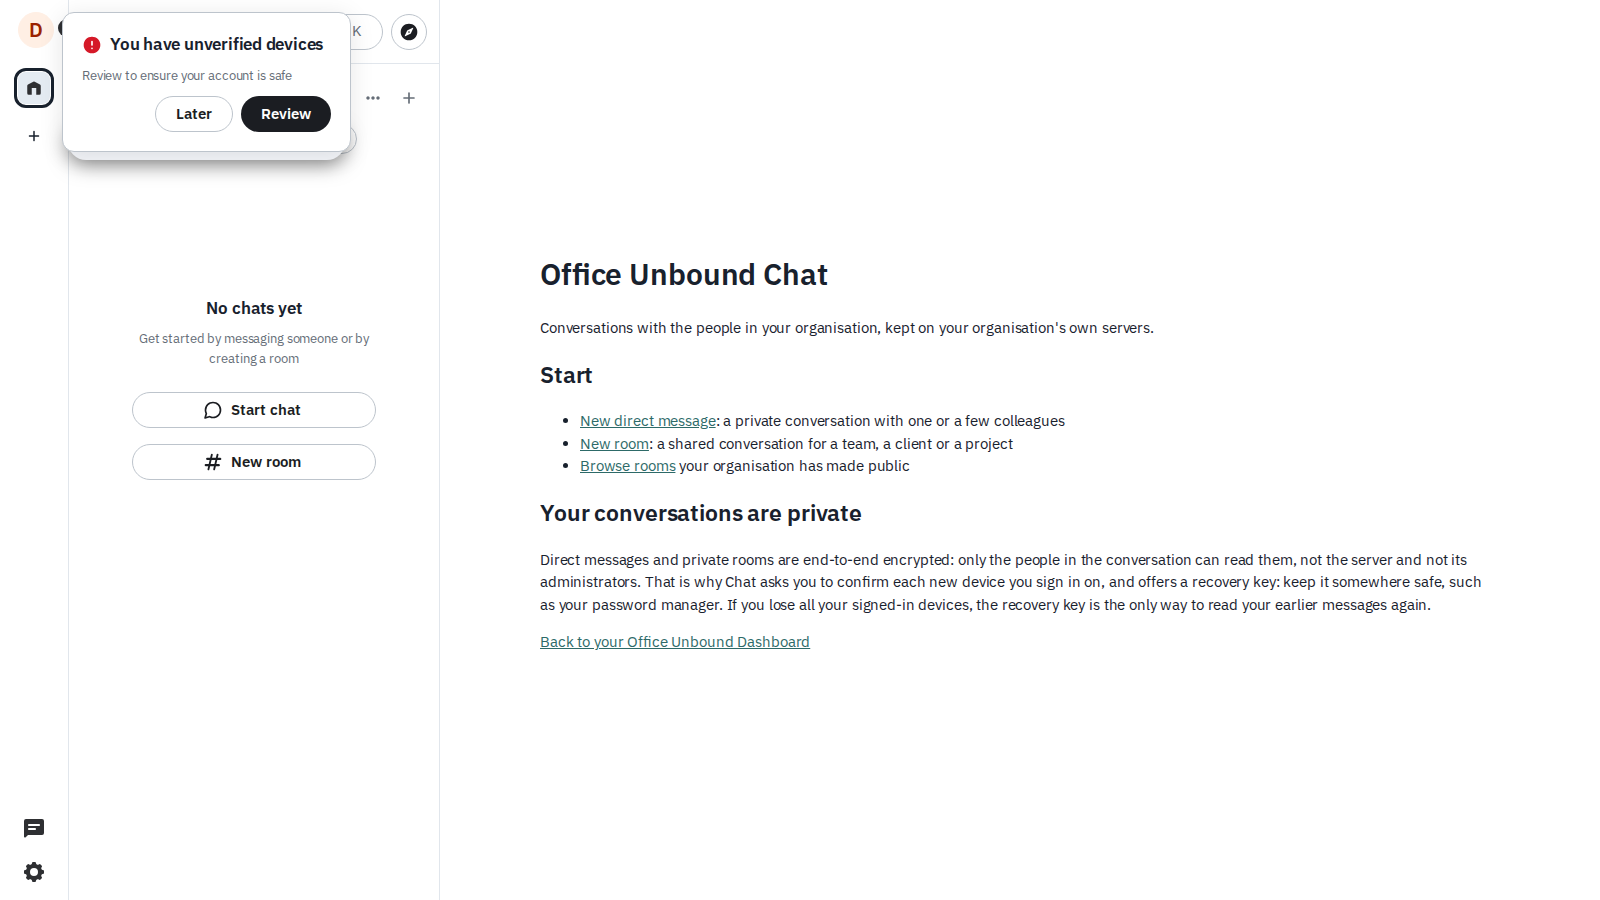 D
You have unverified devices
Review to ensure your account is safe
Later
Review
K
No chats yet
Get started by messaging someone or by
creating a room
Start chat
New room
Office Unbound Chat
Conversations with the people in your organisation, kept on your organisation's own servers.
Start
New direct message: a private conversation with one or a few colleagues
New room: a shared conversation for a team, a client or a project
Browse rooms your organisation has made public
Your conversations are private
Direct messages and private rooms are end-to-end encrypted: only the people in the conversation can read them, not the server and not its
administrators. That is why Chat asks you to confirm each new device you sign in on, and offers a recovery key: keep it somewhere safe, such
as your password manager. If you lose all your signed-in devices, the recovery key is the only way to read your earlier messages again.
Back to your Office Unbound Dashboard